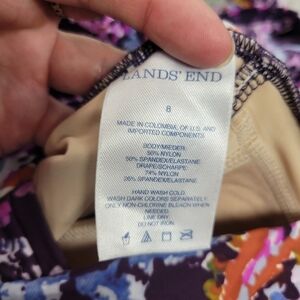 LANDS' END
8
MADE IN COLOMBIA, OF U.S. AND
IMPORTED COMPONENTS
BODY/MIEDER:
50% NYLON
50% SPANDEX/ELASTANE
DRAPE/SCHARPE:
74% NYLON
26% SPANDEX/ELASTANE
HAND WASH COLD.
WASH DARK COLORS SEPARATELY.
ONLY NON-CHLORINE BLEACH WHEN
NEEDED.
LINE DRY.
DO NOT IRON.